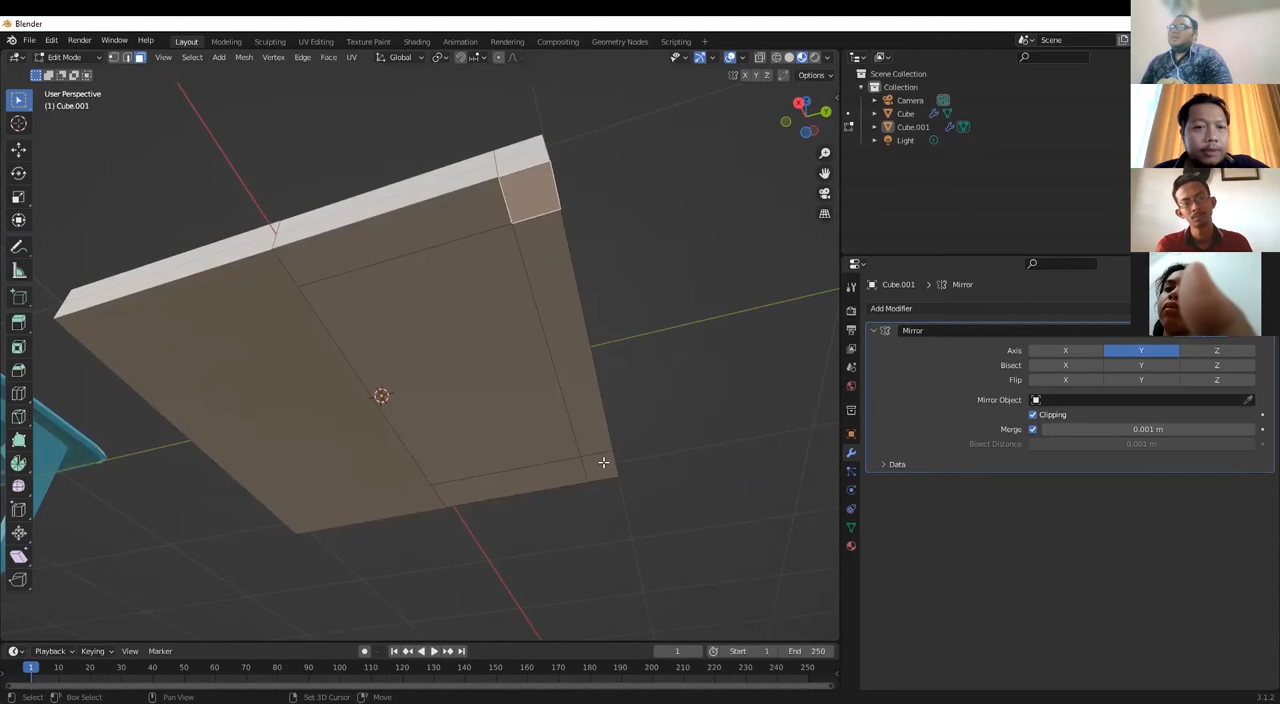 Blender
File Edit Render Window Help
Layout Modeling Sculpting UV Editing Texture Paint Shading Animation Rendering Compositing Geometry Nodes Scripting +
Scene
Edit Mode View Select Add Mesh Vertex Edge Face UV Global
X Y Z Options
User Perspective
(1) Cube.001
X Y
Scene Collection
Collection
Camera
Cube
Cube.001
Light
Cube.001 > Mirror
Add Modifier
Mirror
Axis X Y Z
Bisect X Y Z
Flip X Y Z
Mirror Object
Clipping
Merge 0.001 m
Bisect Distance 0.001 m
Data
Playback Keying View Marker 1 Start 1 End 250
1 10 20 30 40 50 60 70 80 90 100 110 120 130 140 150 160 170 180 190 200 210 220 230 240 250
Select Box Select Pan View Set 3D Cursor Move 3.1.2